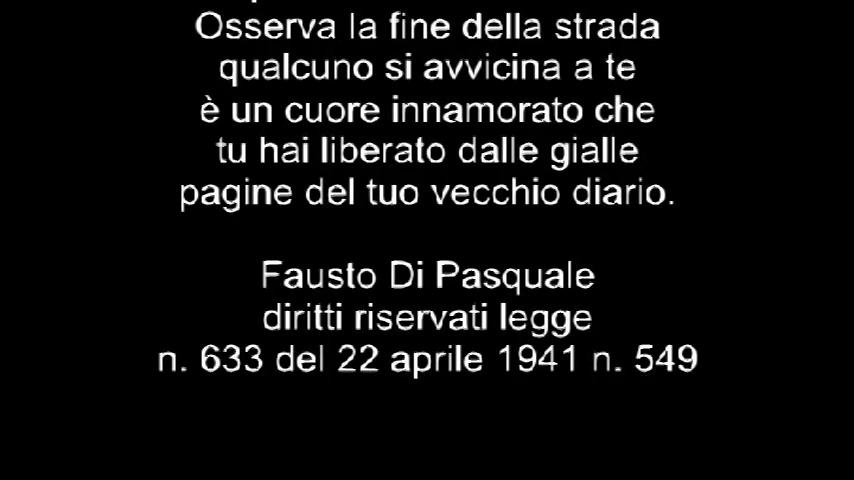 Osserva la fine della strada
qualcuno si avvicina a te
è un cuore innamorato che
tu hai liberato dalle gialle
pagine del tuo vecchio diario.
Fausto Di Pasquale
diritti riservati legge
n. 633 del 22 aprile 1941 n. 549